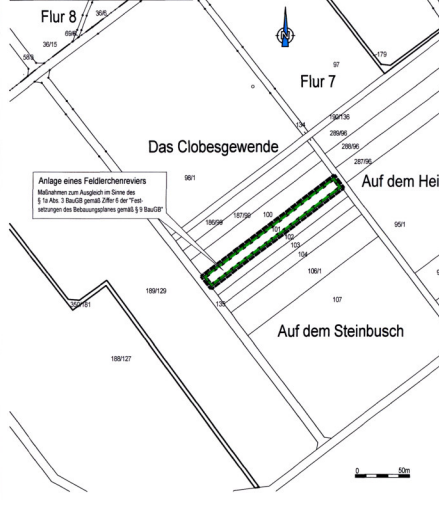 Flur 8
36/6
69/6
36/15
58/3
N
179
97
Flur 7
190/136
134
289/96
288/96
287/96
Das Clobesgewende
98/1
Anlage eines Feldlerchenreviers
Maßnahmen zum Ausgleich im Sinne des
§ 1a Abs. 3 BauGB gemäß Ziffer 6 der "Fest-
setzungen des Bebauungsplanes gemäß § 9 BauGB"
Auf dem Hei
186/99
187/99
100
101
102
103
104
106/1
95/1
107
189/129
135
350/181
Auf dem Steinbusch
188/127
0 50m